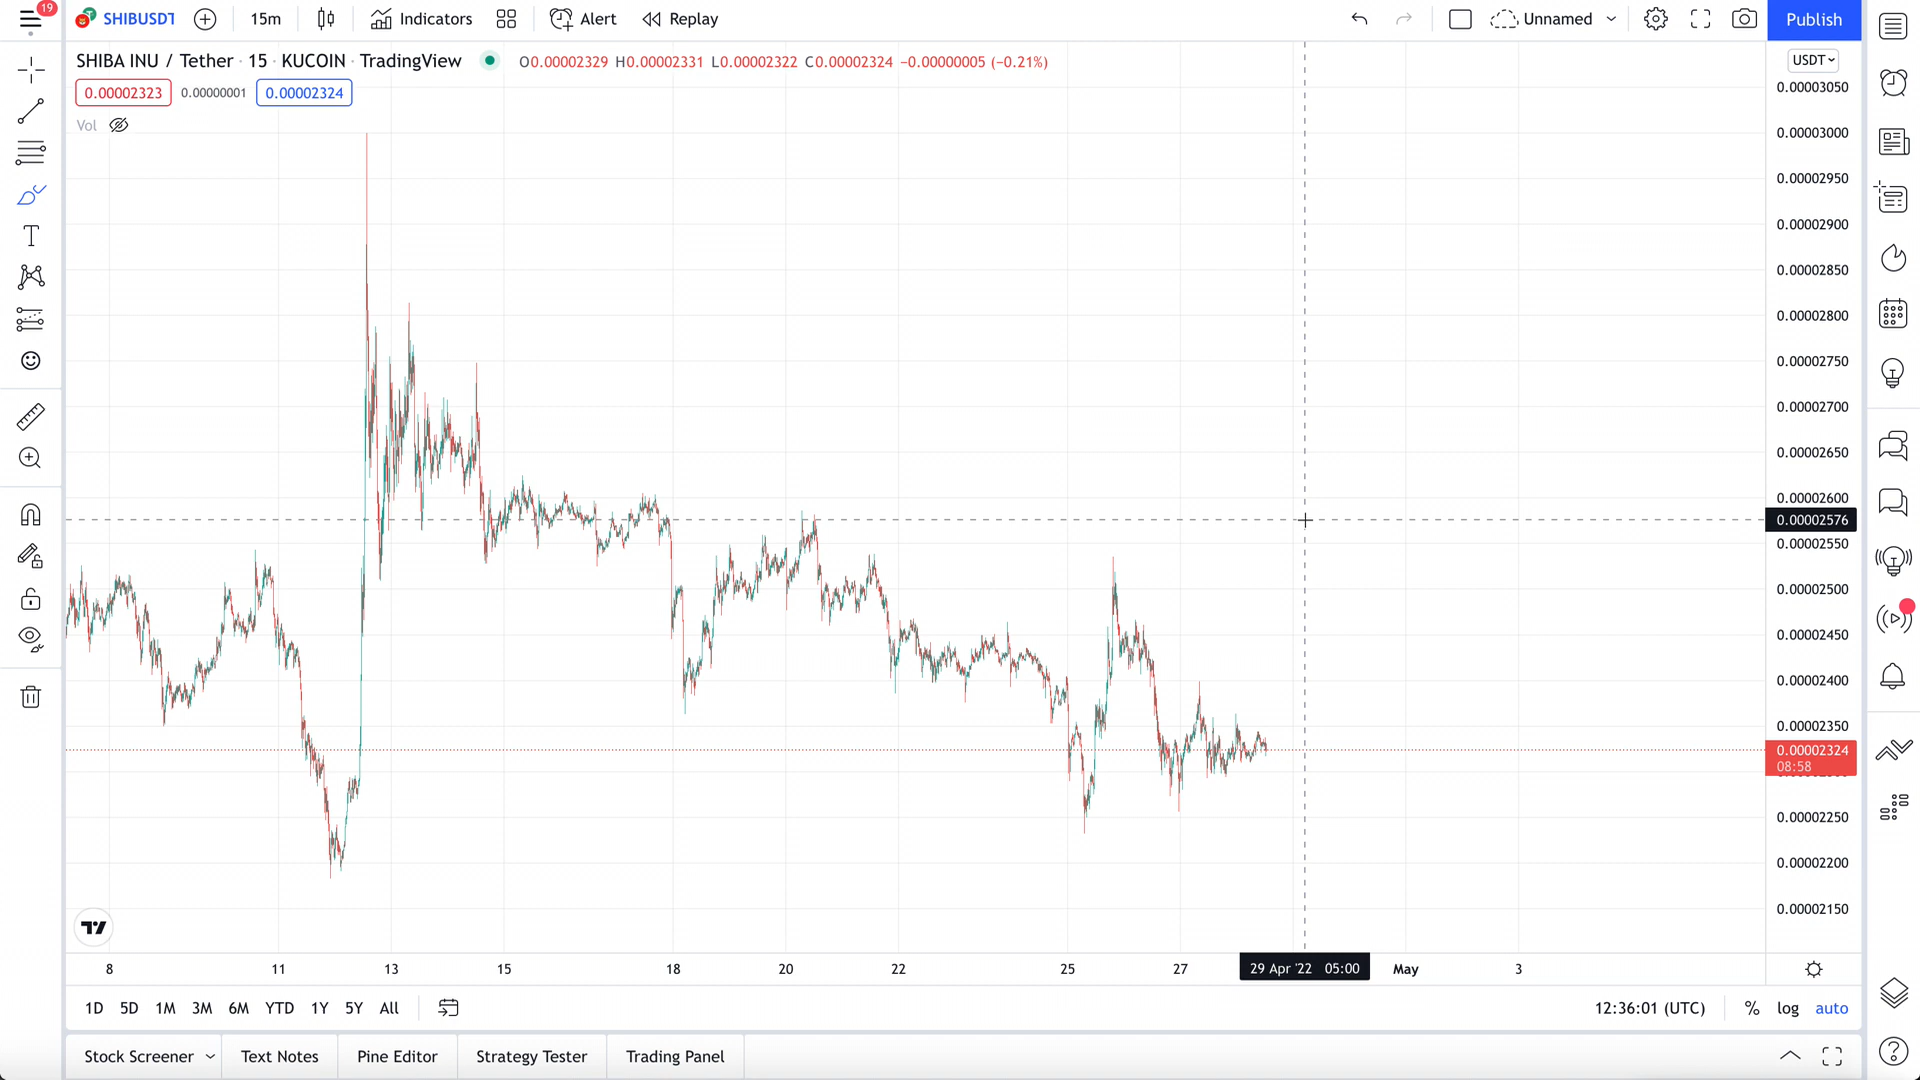 19
SHIBUSDT
15m
Indicators
Alert
Replay
Unnamed
Publish
SHIBA INU / Tether · 15 · KUCOIN · TradingView
O0.00002329 H0.00002331 L0.00002322 C0.00002324 −0.00000005 (−0.21%)
USDT
0.00002323
0.00000001
0.00002324
Vol
0.00003050
0.00003000
0.00002950
0.00002900
0.00002850
0.00002800
0.00002750
0.00002700
0.00002650
0.00002600
0.00002576
0.00002550
0.00002500
0.00002450
0.00002400
0.00002350
0.00002324
08:58
0.00002250
0.00002200
0.00002150
8
11
13
15
18
20
22
25
27
29 Apr '22 05:00
May
3
1D
5D
1M
3M
6M
YTD
1Y
5Y
All
12:36:01 (UTC)
%
log
auto
Stock Screener
Text Notes
Pine Editor
Strategy Tester
Trading Panel